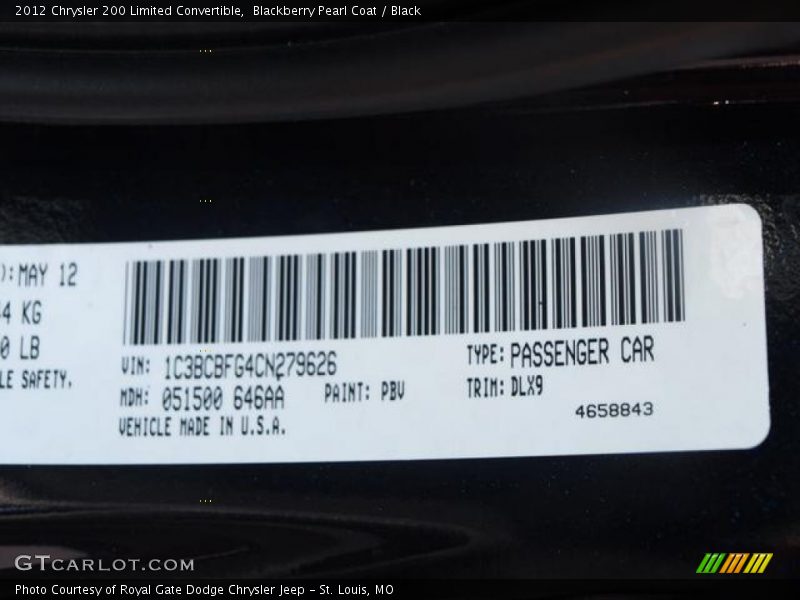 2012 Chrysler 200 Limited Convertible, Blackberry Pearl Coat / Black
): MAY 12
4 KG
0 LB
LE SAFETY.
VIN: 1C3BCBFG4CN279626
TYPE: PASSENGER CAR
MDH: 051500 646AA
PAINT: PBV
TRIM: DLX9
VEHICLE MADE IN U.S.A.
4658843
GTCARLOT.COM
Photo Courtesy of Royal Gate Dodge Chrysler Jeep - St. Louis, MO